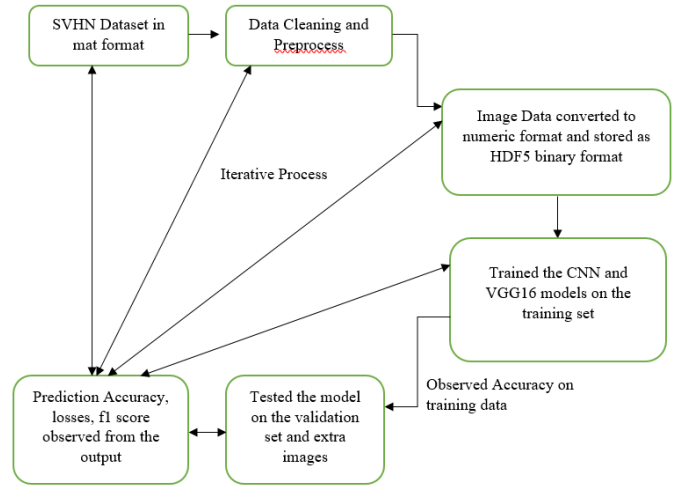 SVHN Dataset in
mat format
Data Cleaning and
Preprocess
Image Data converted to
numeric format and stored as
HDF5 binary format
Iterative Process
Trained the CNN and
VGG16 models on the
training set
Observed Accuracy on
training data
Tested the model
on the validation
set and extra
images
Prediction Accuracy,
losses, f1 score
observed from the
output